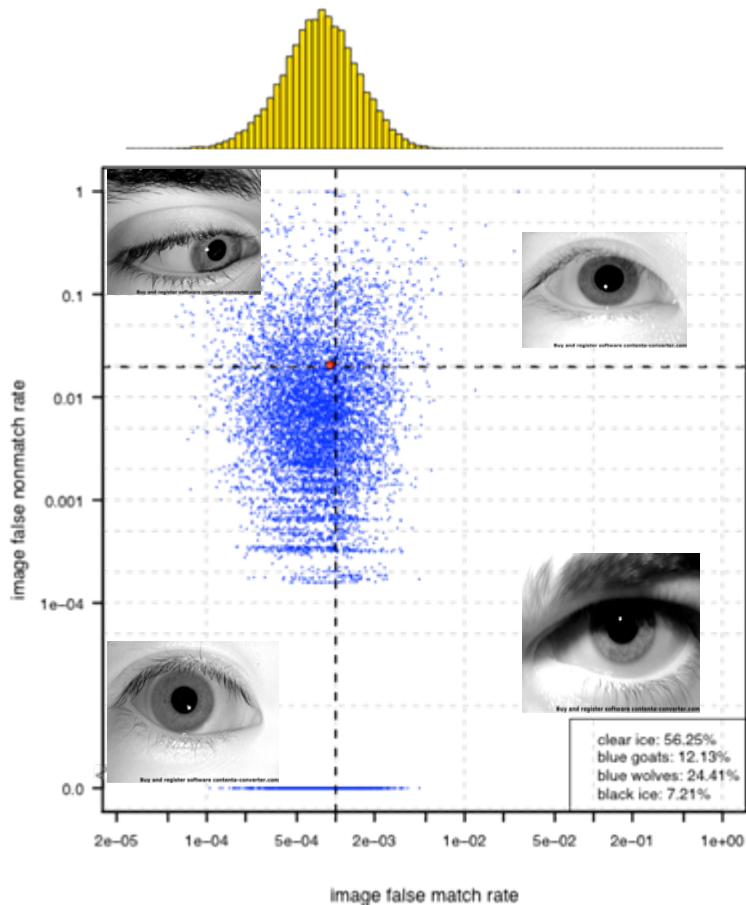 1
Buy and register software contenta-converter.com
Buy and register software contenta-converter.com
0.1
0.01
image false nonmatch rate
0.001
1e−04
Buy and register software contenta-converter.com
clear ice: 56.25%
blue goats: 12.13%
blue wolves: 24.41%
black ice: 7.21%
Buy and register software contenta-converter.com
0.0
2e−05 1e−04 5e−04 2e−03 1e−02 5e−02 2e−01 1e+00
image false match rate